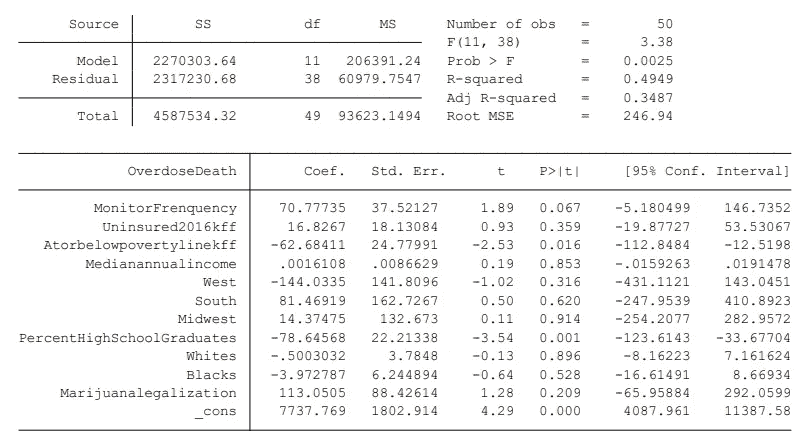 Source SS df MS Number of obs = 50
F(11, 38) = 3.38
Model 2270303.64 11 206391.24 Prob > F = 0.0025
Residual 2317230.68 38 60979.7547 R-squared = 0.4949
Adj R-squared = 0.3487
Total 4587534.32 49 93623.1494 Root MSE = 246.94
OverdoseDeath Coef. Std. Err. t P>|t| [95% Conf. Interval]
MonitorFrenquency 70.77735 37.52127 1.89 0.067 -5.180499 146.7352
Uninsured2016kff 16.8267 18.13084 0.93 0.359 -19.87727 53.53067
Atorbelowpovertylinekff -62.68411 24.77991 -2.53 0.016 -112.8484 -12.5198
Medianannualincome .0016108 .0086629 0.19 0.853 -.0159263 .0191478
West -144.0335 141.8096 -1.02 0.316 -431.1121 143.0451
South 81.46919 162.7267 0.50 0.620 -247.9539 410.8923
Midwest 14.37475 132.673 0.11 0.914 -254.2077 282.9572
PercentHighSchoolGraduates -78.64568 22.21338 -3.54 0.001 -123.6143 -33.67704
Whites -.5003032 3.7848 -0.13 0.896 -8.16223 7.161624
Blacks -3.972787 6.244894 -0.64 0.528 -16.61491 8.66934
Marijuanalegalization 113.0505 88.42614 1.28 0.209 -65.95884 292.0599
_cons 7737.769 1802.914 4.29 0.000 4087.961 11387.58